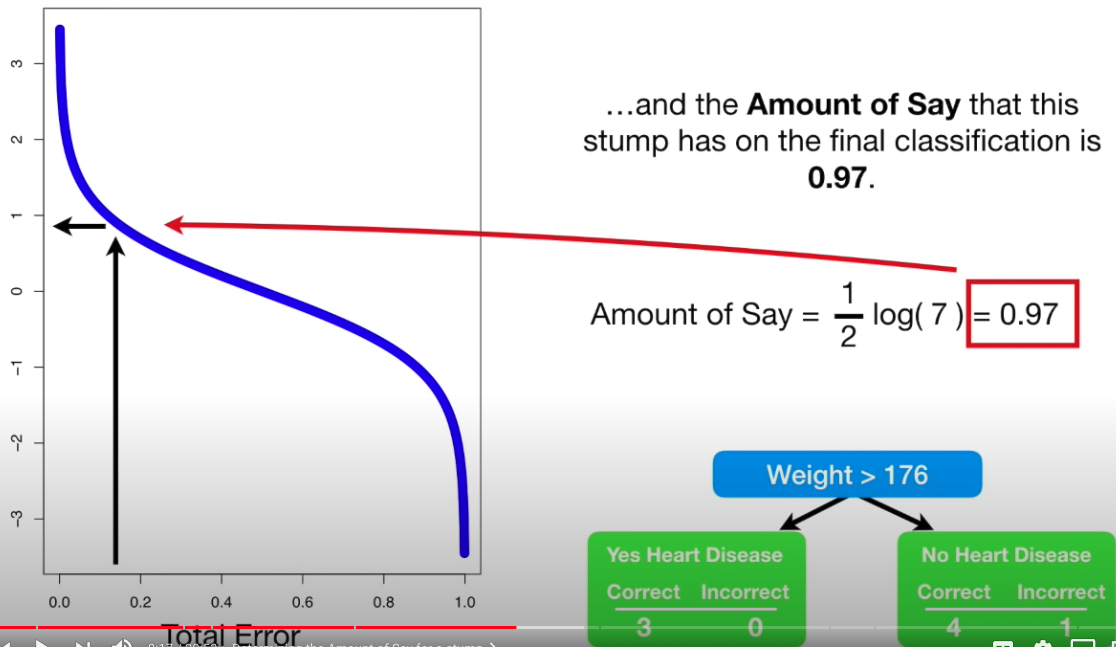 3
2
1
0
-1
-2
-3
0.0 0.2 0.4 0.6 0.8 1.0
Total Error
…and the Amount of Say that this
stump has on the final classification is
0.97.
Amount of Say = 1/2 log( 7 ) = 0.97
Weight > 176
Yes Heart Disease
Correct Incorrect
3 0
No Heart Disease
Correct Incorrect
4 1